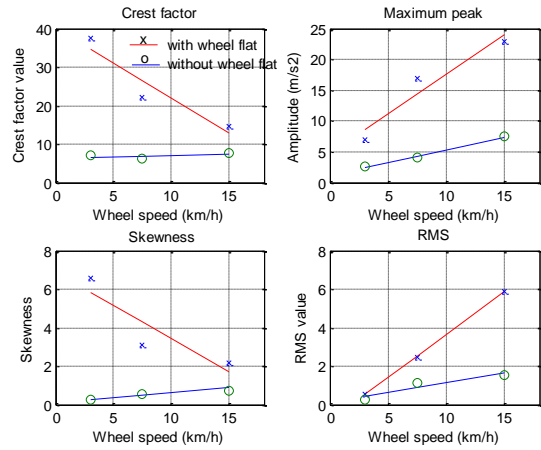 Crest factor
40
30
20
10
0
0 5 10 15
Crest factor value
Wheel speed (km/h)
x with wheel flat
o without wheel flat
Maximum peak
25
20
15
10
5
0
0 5 10 15
Amplitude (m/s2)
Wheel speed (km/h)
Skewness
8
6
4
2
0
0 5 10 15
Skewness
Wheel speed (km/h)
RMS
8
6
4
2
0
0 5 10 15
RMS value
Wheel speed (km/h)